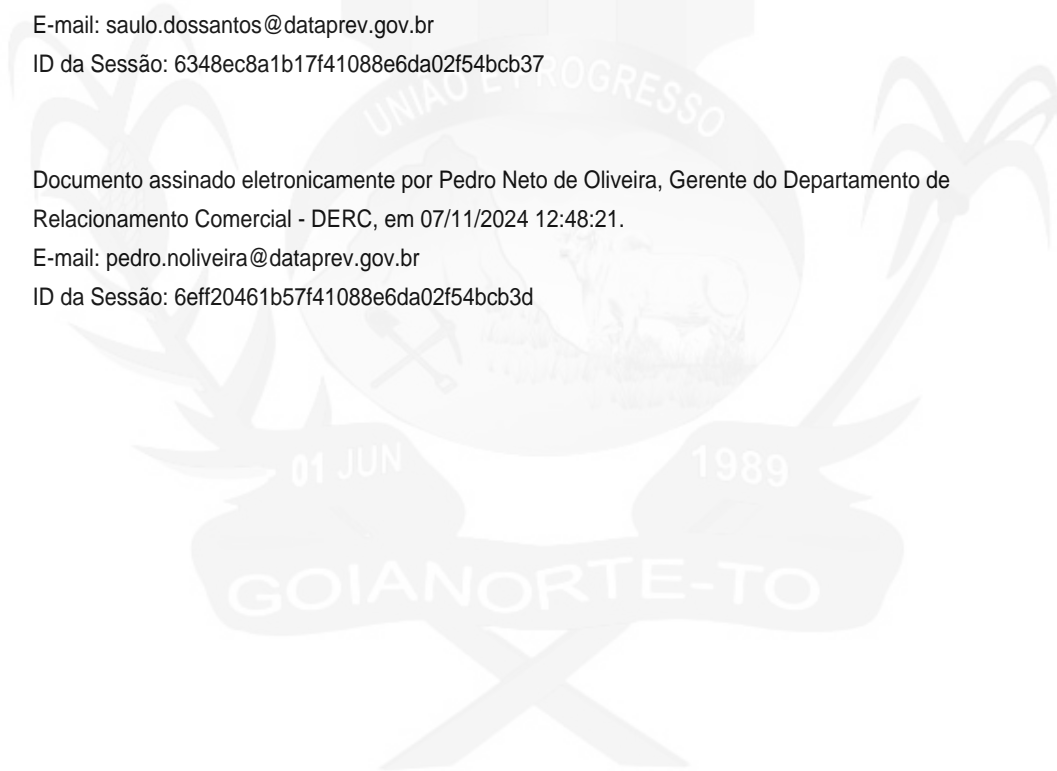 E-mail: saulo.dossantos@dataprev.gov.br
ID da Sessão: 6348ec8a1b17f41088e6da02f54bcb37
UNIÃO E PROGRESSO
Documento assinado eletronicamente por Pedro Neto de Oliveira, Gerente do Departamento de
Relacionamento Comercial - DERC, em 07/11/2024 12:48:21.
E-mail: pedro.noliveira@dataprev.gov.br
ID da Sessão: 6eff20461b57f41088e6da02f54bcb3d
01 JUN 1989
GOIANORTE-TO